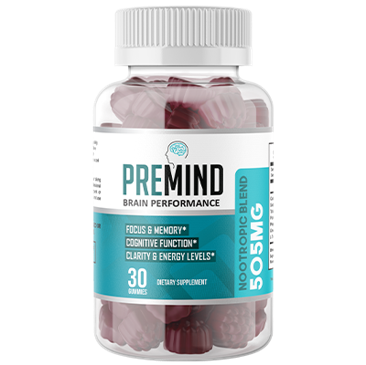 PREMIND
BRAIN PERFORMANCE
FOCUS & MEMORY*
COGNITIVE FUNCTION*
CLARITY & ENERGY LEVELS*
30
GUMMIES
DIETARY SUPPLEMENT
NOOTROPIC BLEND
505MG